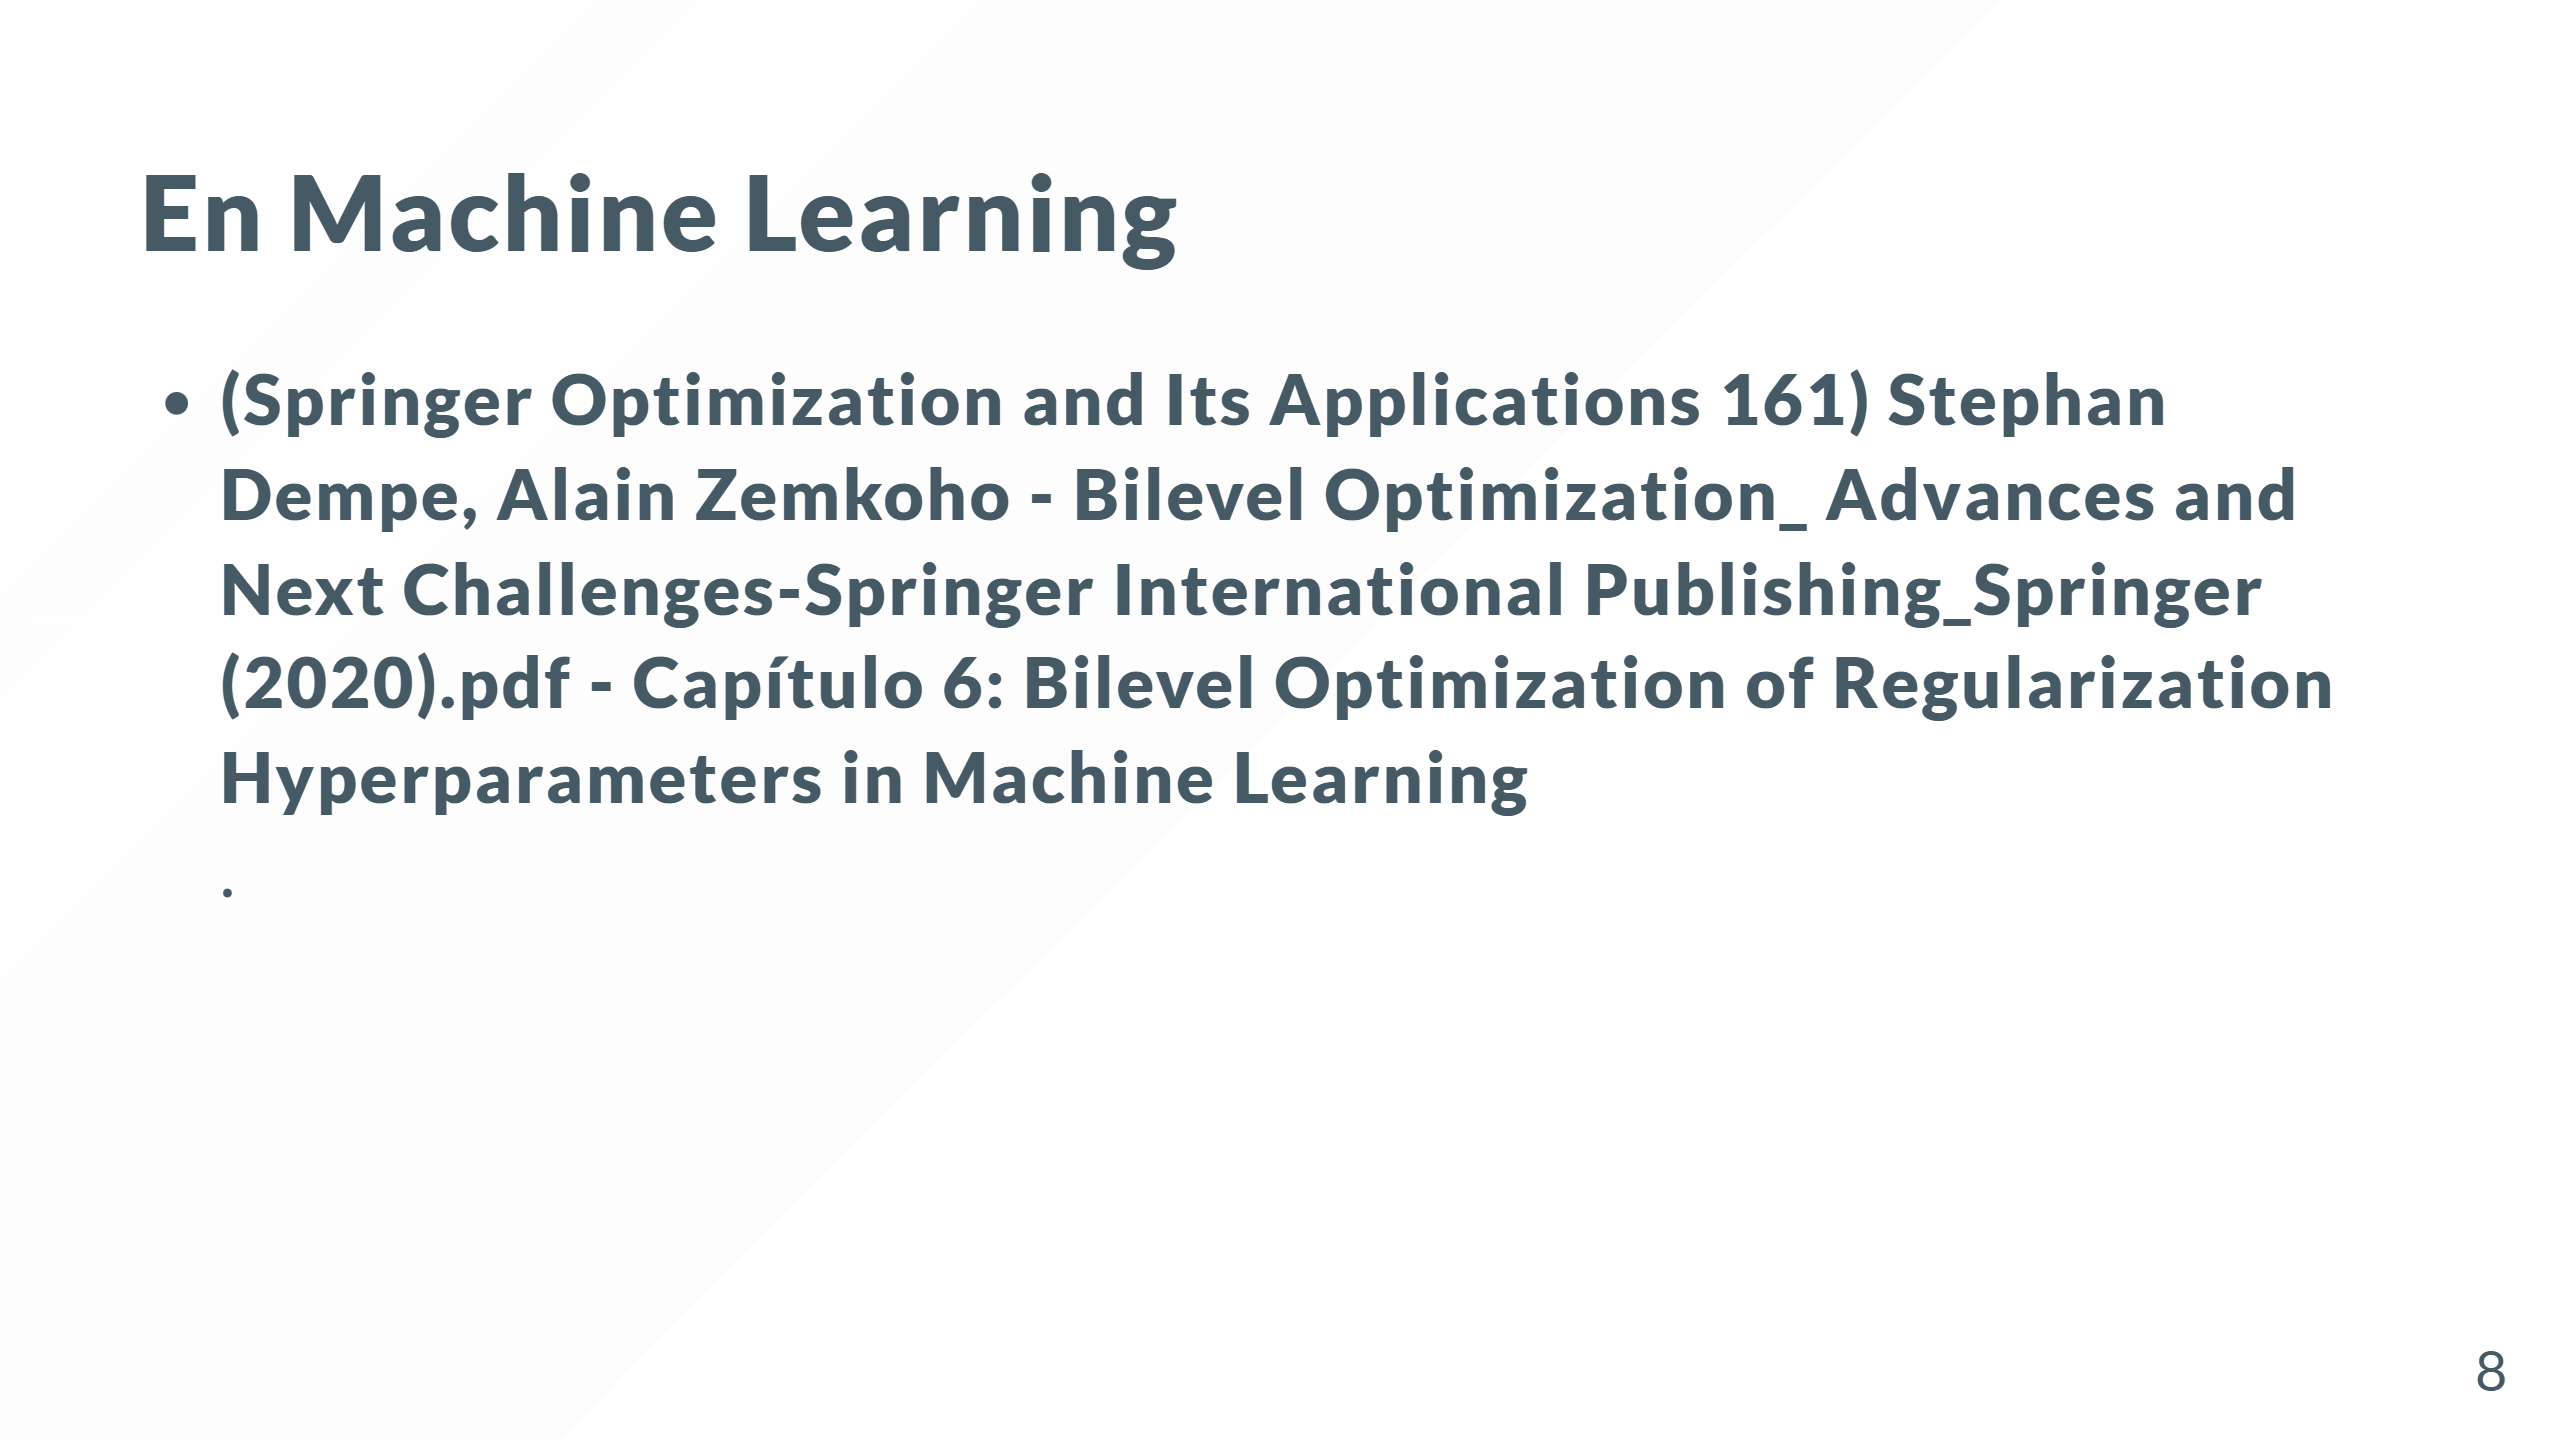 En Machine Learning
• (Springer Optimization and Its Applications 161) Stephan
Dempe, Alain Zemkoho - Bilevel Optimization_ Advances and
Next Challenges-Springer International Publishing_Springer
(2020).pdf - Capítulo 6: Bilevel Optimization of Regularization
Hyperparameters in Machine Learning
.
8